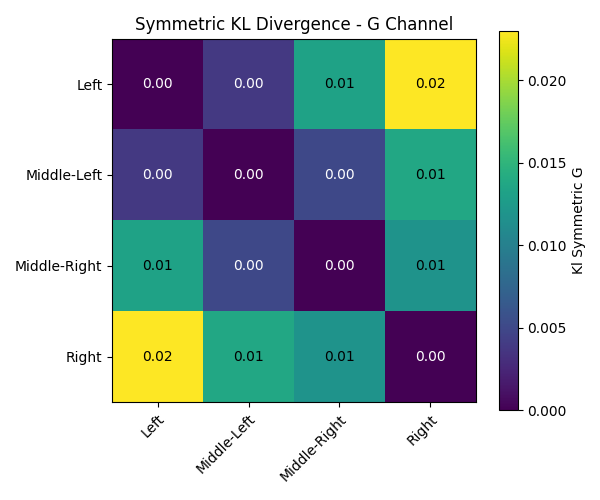 Symmetric KL Divergence - G Channel
Left 0.00 0.00 0.01 0.02
Middle-Left 0.00 0.00 0.00 0.01
Middle-Right 0.01 0.00 0.00 0.01
Right 0.02 0.01 0.01 0.00
Left Middle-Left Middle-Right Right
0.020
0.015
0.010
0.005
0.000
Kl Symmetric G